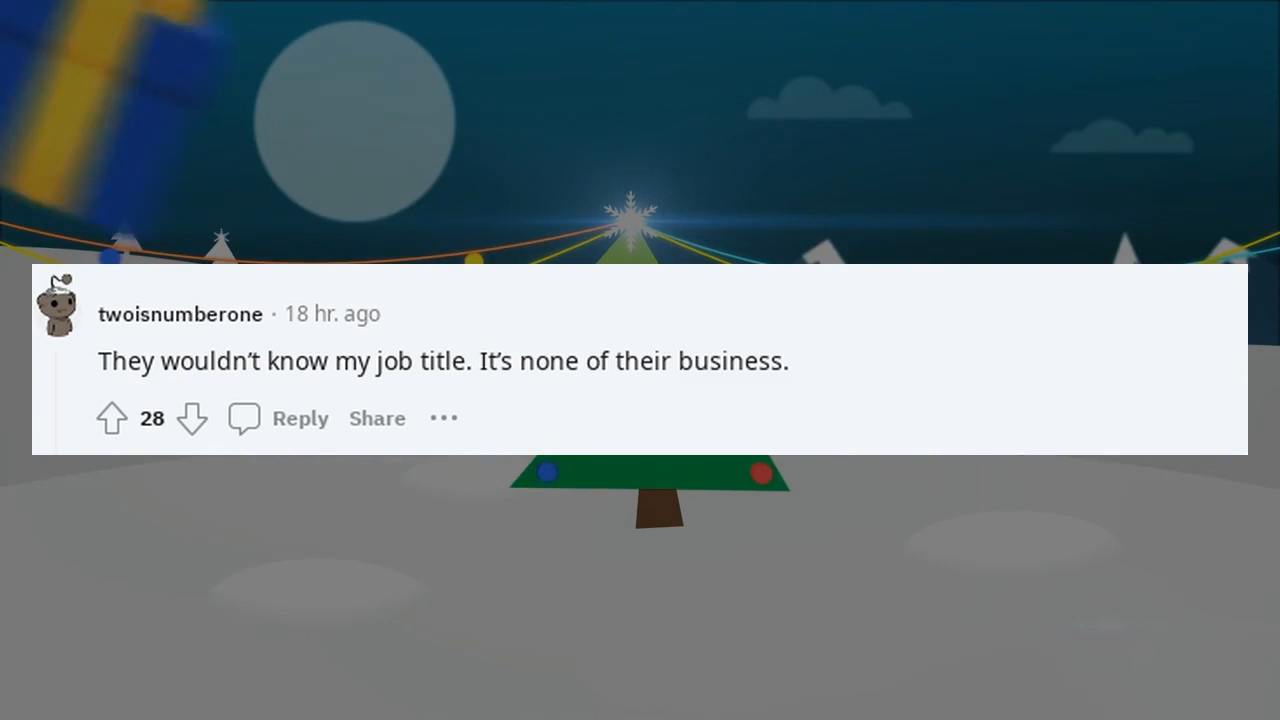 twoisnumberone · 18 hr. ago
They wouldn’t know my job title. It’s none of their business.
28 Reply Share ···